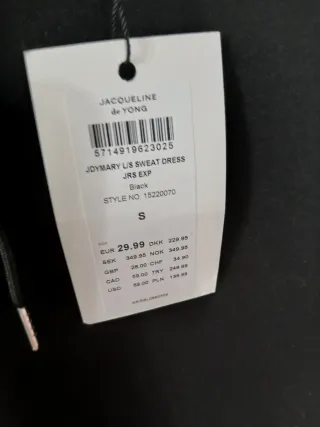 JACQUELINE
de YONG
5714919623025
JDYMARY L/S SWEAT DRESS
JRS EXP
Black
STYLE NO: 15220070
S
EUR 29.99 DKK 229.95
SEK 349.95 NOK 349.95
GBP 26.00 CHF 34.90
CAD 59.00 TRY 249.95
USD 59.00 PLN 139.99